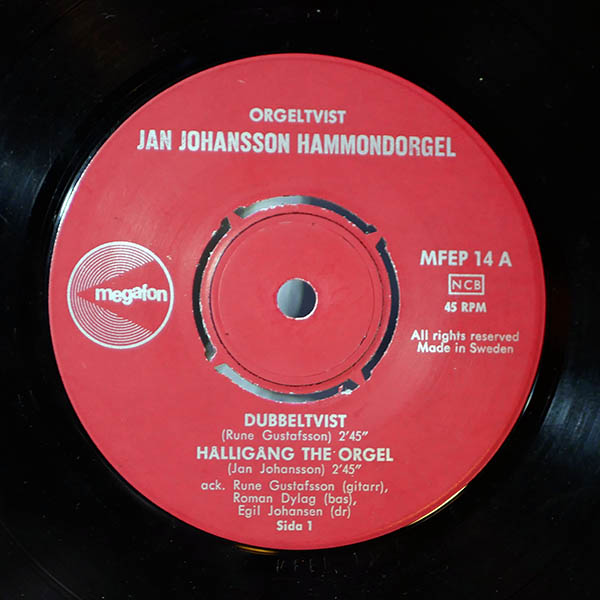 ORGELTVIST
JAN JOHANSSON HAMMONDORGEL
megafon
MFEP 14 A
NCB
45 RPM
All rights reserved
Made in Sweden
DUBBELTVIST
(Rune Gustafsson) 2'45"
HÅLLIGÅNG THE ORGEL
(Jan Johansson) 2'45"
ack. Rune Gustafsson (gitarr),
Roman Dylag (bas),
Egil Johansen (dr)
Sida 1